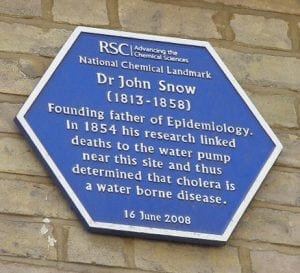 RSC | Advancing the
Chemical Sciences
National Chemical Landmark
Dr John Snow
(1813-1858)
Founding father of Epidemiology.
In 1854 his research linked
deaths to the water pump
near this site and thus
determined that cholera is
a water borne disease.
16 June 2008